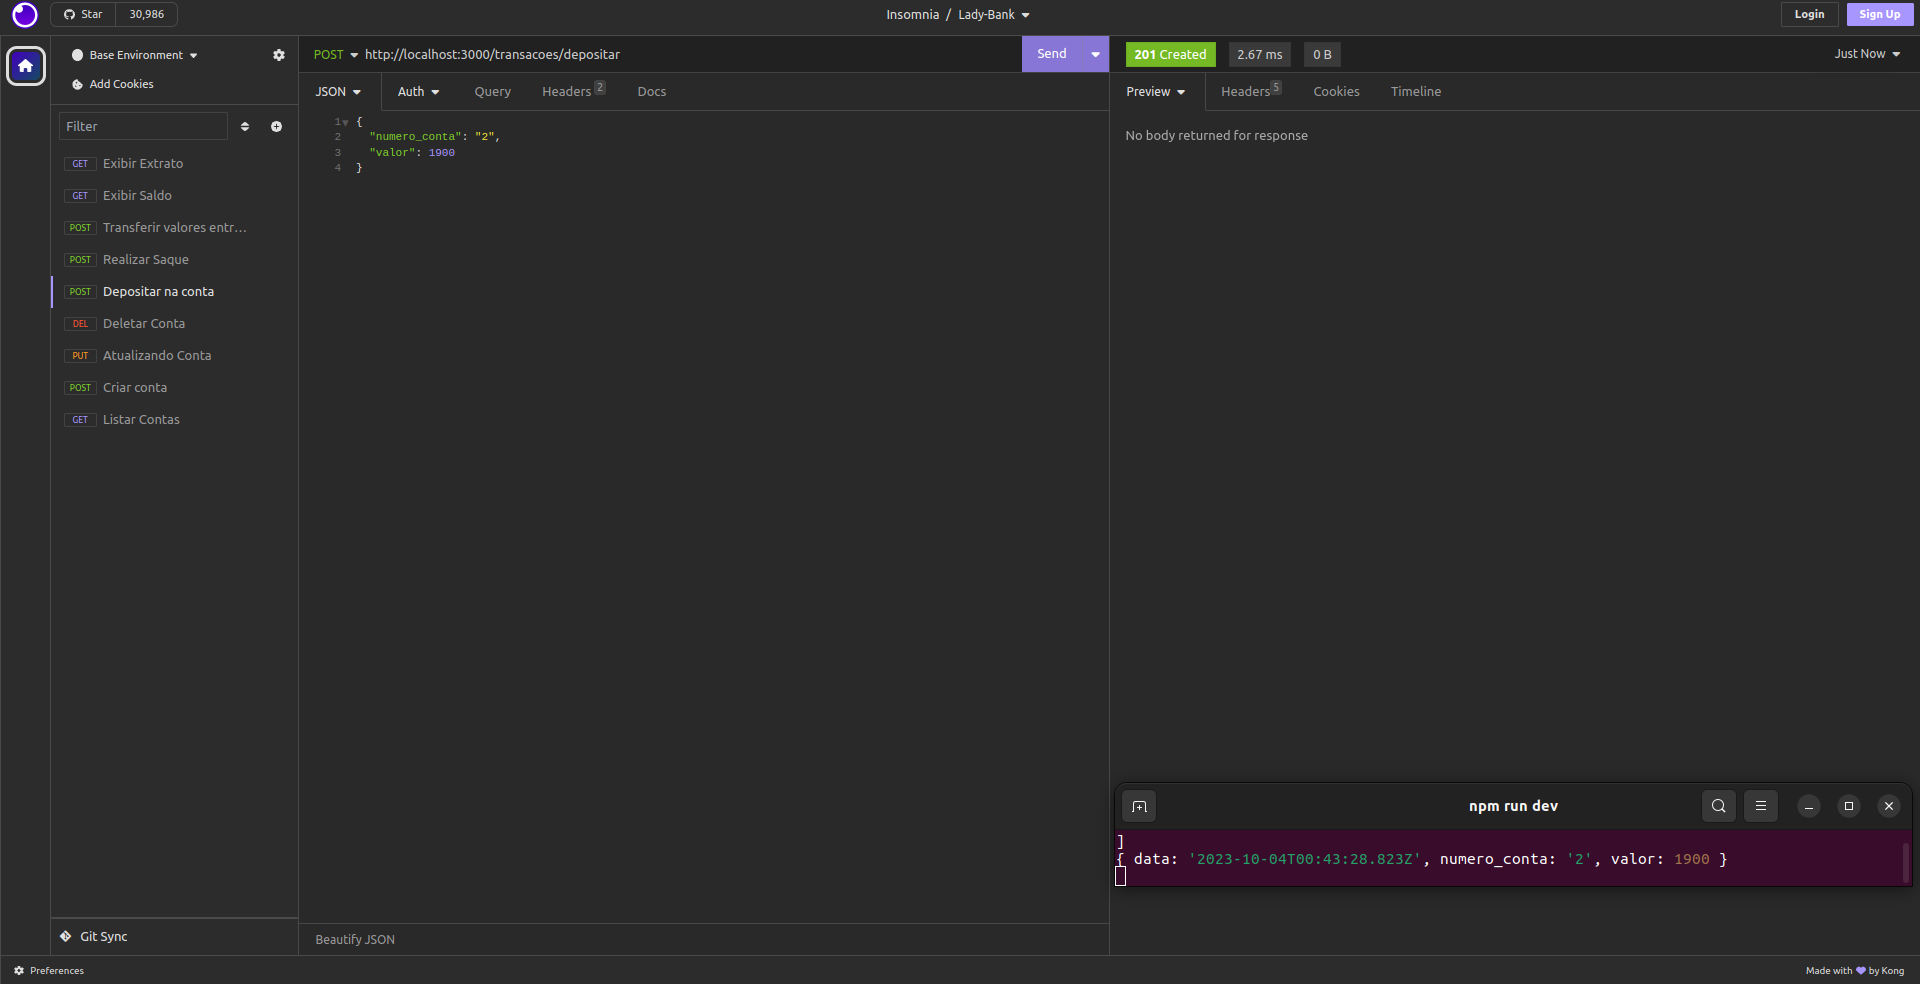 Star 30,986
Insomnia / Lady-Bank
Login Sign Up
Base Environment
Add Cookies
Filter
GET Exibir Extrato
GET Exibir Saldo
POST Transferir valores entr...
POST Realizar Saque
POST Depositar na conta
DEL Deletar Conta
PUT Atualizando Conta
POST Criar conta
GET Listar Contas
Git Sync
POST http://localhost:3000/transacoes/depositar Send
JSON Auth Query Headers 2 Docs
1 {
2 "numero_conta": "2",
3 "valor": 1900
4 }
Beautify JSON
201 Created 2.67 ms 0 B Just Now
Preview Headers 5 Cookies Timeline
No body returned for response
npm run dev
]
{ data: '2023-10-04T00:43:28.823Z', numero_conta: '2', valor: 1900 }
Preferences
Made with 💜 by Kong